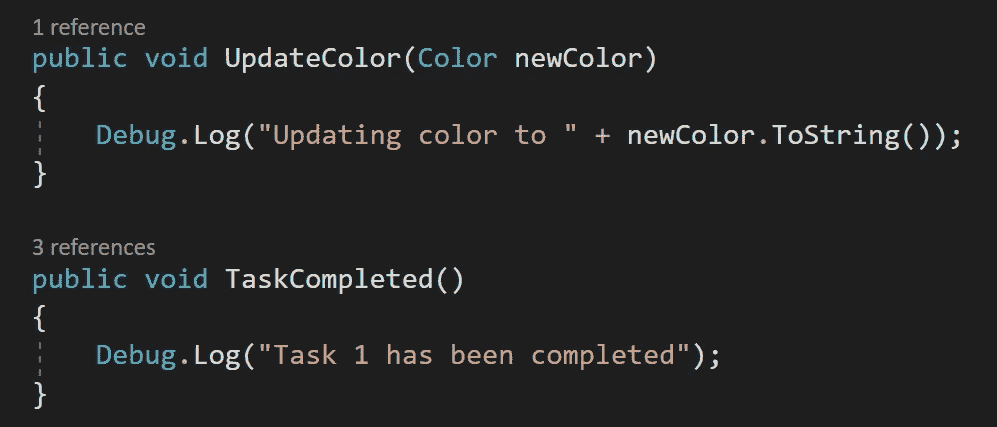 1 reference
public void UpdateColor(Color newColor)
{
Debug.Log("Updating color to " + newColor.ToString());
}
3 references
public void TaskCompleted()
{
Debug.Log("Task 1 has been completed");
}